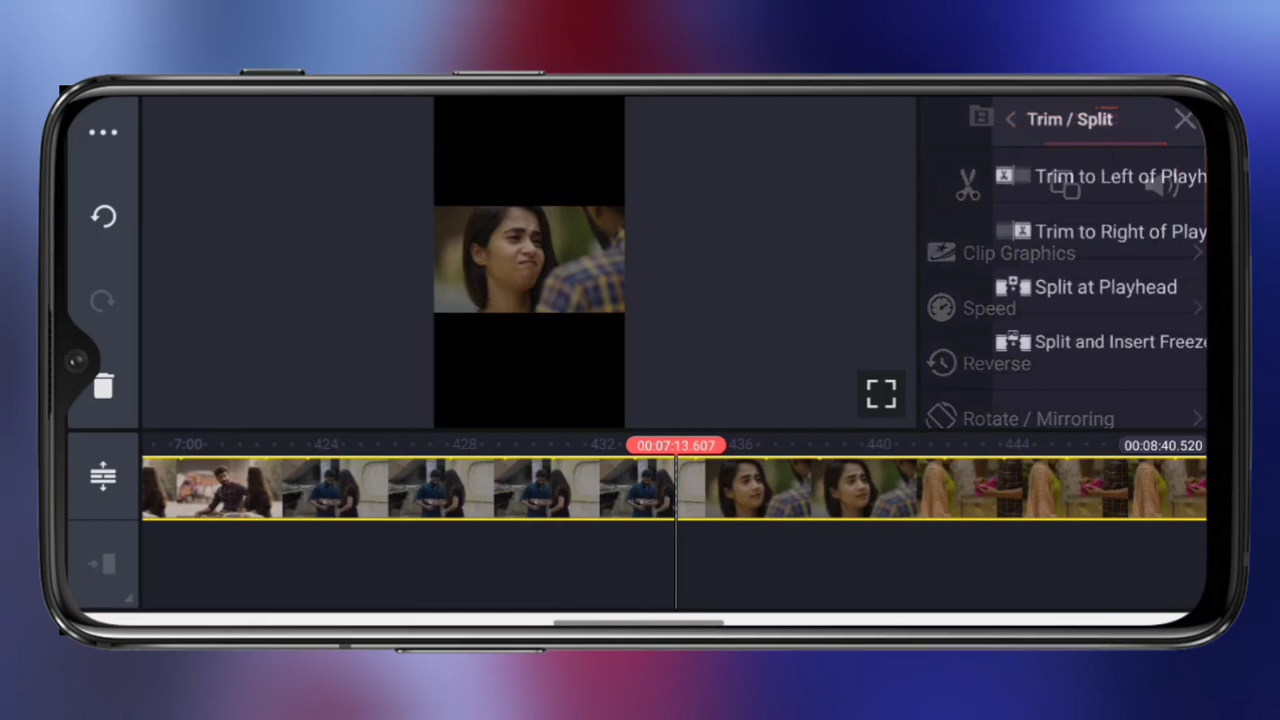 Trim / Split
Trim to Left of Playh
Trim to Right of Play
Clip Graphics
Split at Playhead
Speed
Split and Insert Freeze
Reverse
Rotate / Mirroring
-7:00
424
428
432
00:07:13.607
436
440
444
00:08:40.520